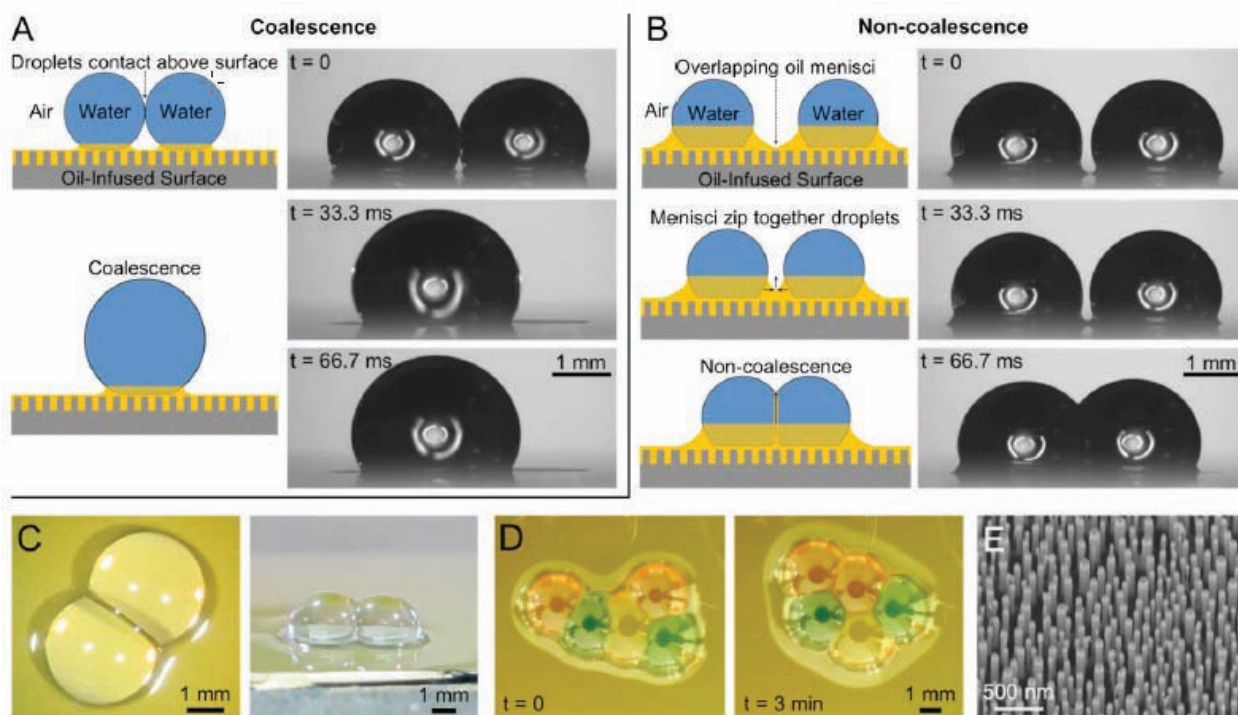 A
Coalescence
Droplets contact above surface
Air
Water
Water
Oil-Infused Surface
t = 0
Coalescence
t = 33.3 ms
t = 66.7 ms
1 mm
B
Non-coalescence
Overlapping oil menisci
Air
Water
Water
Oil-Infused Surface
t = 0
Menisci zip together droplets
t = 33.3 ms
Non-coalescence
t = 66.7 ms
1 mm
C
1 mm
1 mm
D
t = 0
t = 3 min
1 mm
E
500 nm